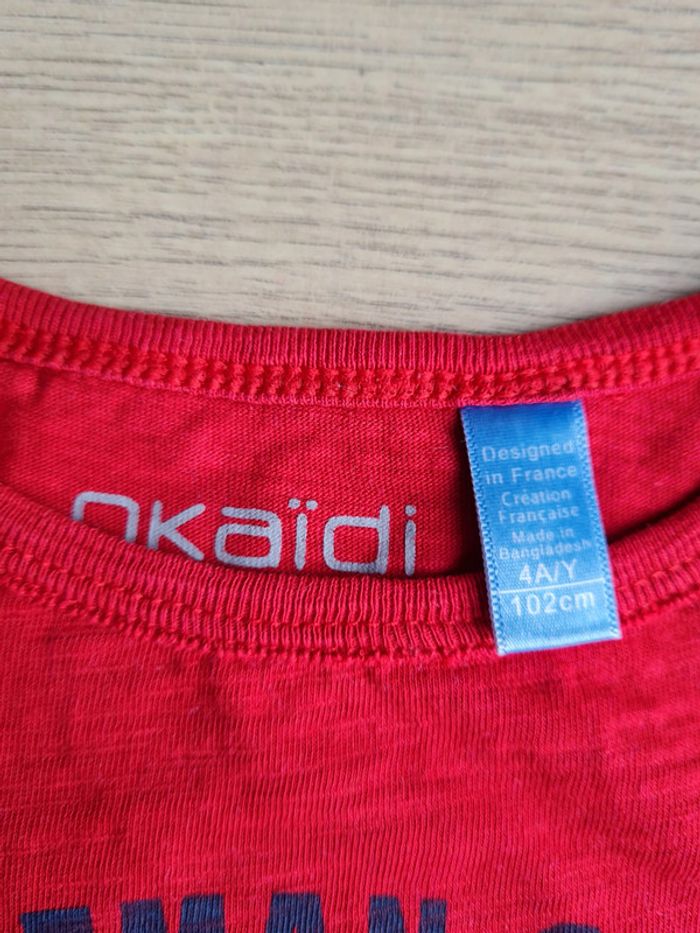 okaïdi
Designed
in France
Création
Française
Made in
Bangladesh
4A/Y
102cm